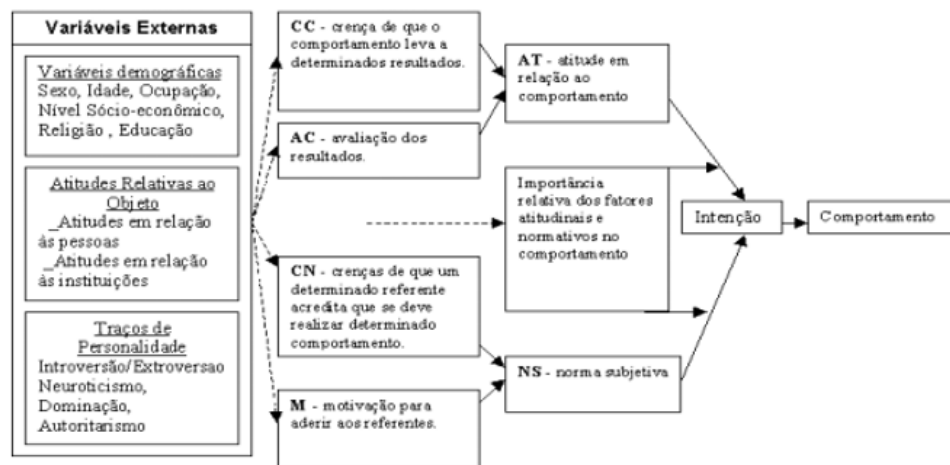 Variáveis Externas
Variáveis demográficas
Sexo, Idade, Ocupação,
Nível Sócio-econômico,
Religião , Educação
Atitudes Relativas ao
Objeto
_Atitudes em relação
às pessoas
_Atitudes em relação
às instituições
Traços de
Personalidade
Introversão/Extroversao
Neuroticismo,
Dominação,
Autoritarismo
CC - crença de que o
comportamento leva a
determinados resultados.
AC - avaliação dos
resultados.
CN - crenças de que um
determinado referente
acredita que se deve
realizar determinado
comportamento.
M - motivação para
aderir aos referentes.
AT - atitude em
relação ao
comportamento
Importância
relativa dos fatores
atitudinais e
normativos no
comportamento
NS - norma subjetiva
Intenção
Comportamento